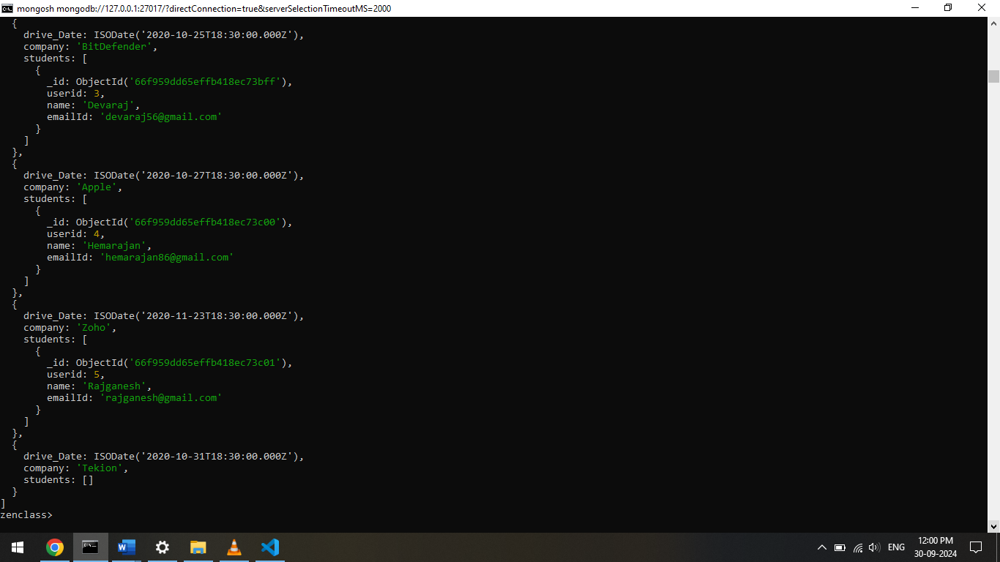 mongosh mongodb://127.0.0.1:27017/?directConnection=true&serverSelectionTimeoutMS=2000
  {
    drive_Date: ISODate('2020-10-25T18:30:00.000Z'),
    company: 'BitDefender',
    students: [
      {
        _id: ObjectId('66f959dd65effb418ec73bff'),
        userid: 3,
        name: 'Devaraj',
        emailId: 'devaraj56@gmail.com'
      }
    ]
  },
  {
    drive_Date: ISODate('2020-10-27T18:30:00.000Z'),
    company: 'Apple',
    students: [
      {
        _id: ObjectId('66f959dd65effb418ec73c00'),
        userid: 4,
        name: 'Hemarajan',
        emailId: 'hemarajan86@gmail.com'
      }
    ]
  },
  {
    drive_Date: ISODate('2020-11-23T18:30:00.000Z'),
    company: 'Zoho',
    students: [
      {
        _id: ObjectId('66f959dd65effb418ec73c01'),
        userid: 5,
        name: 'Rajganesh',
        emailId: 'rajganesh@gmail.com'
      }
    ]
  },
  {
    drive_Date: ISODate('2020-10-31T18:30:00.000Z'),
    company: 'Tekion',
    students: []
  }
]
zenclass>
ENG
12:00 PM
30-09-2024